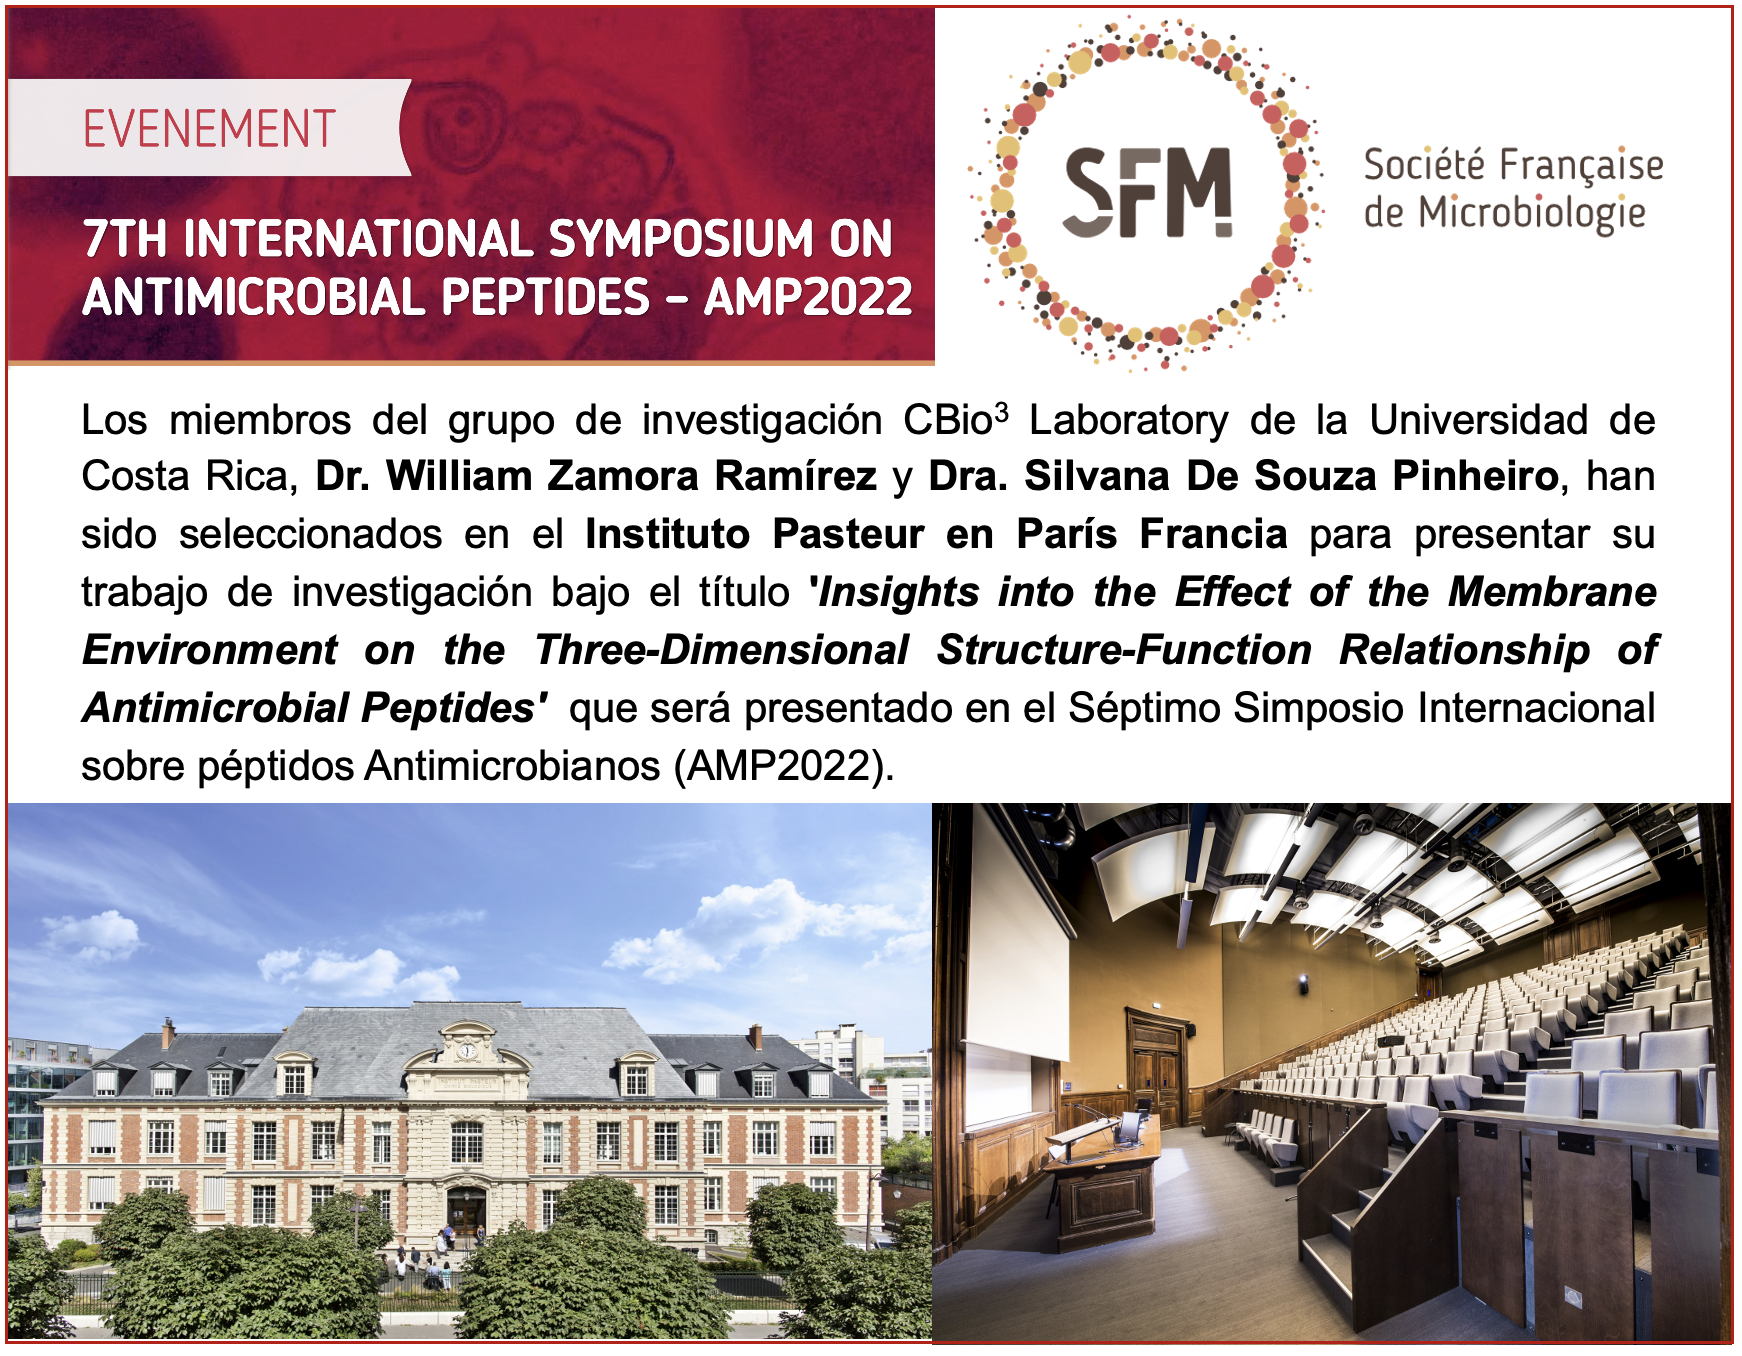 EVENEMENT
7TH INTERNATIONAL SYMPOSIUM ON
ANTIMICROBIAL PEPTIDES – AMP2022
SFM
Société Française
de Microbiologie
Los miembros del grupo de investigación CBio³ Laboratory de la Universidad de
Costa Rica, Dr. William Zamora Ramírez y Dra. Silvana De Souza Pinheiro, han
sido seleccionados en el Instituto Pasteur en París Francia para presentar su
trabajo de investigación bajo el título 'Insights into the Effect of the Membrane
Environment on the Three-Dimensional Structure-Function Relationship of
Antimicrobial Peptides' que será presentado en el Séptimo Simposio Internacional
sobre péptidos Antimicrobianos (AMP2022).